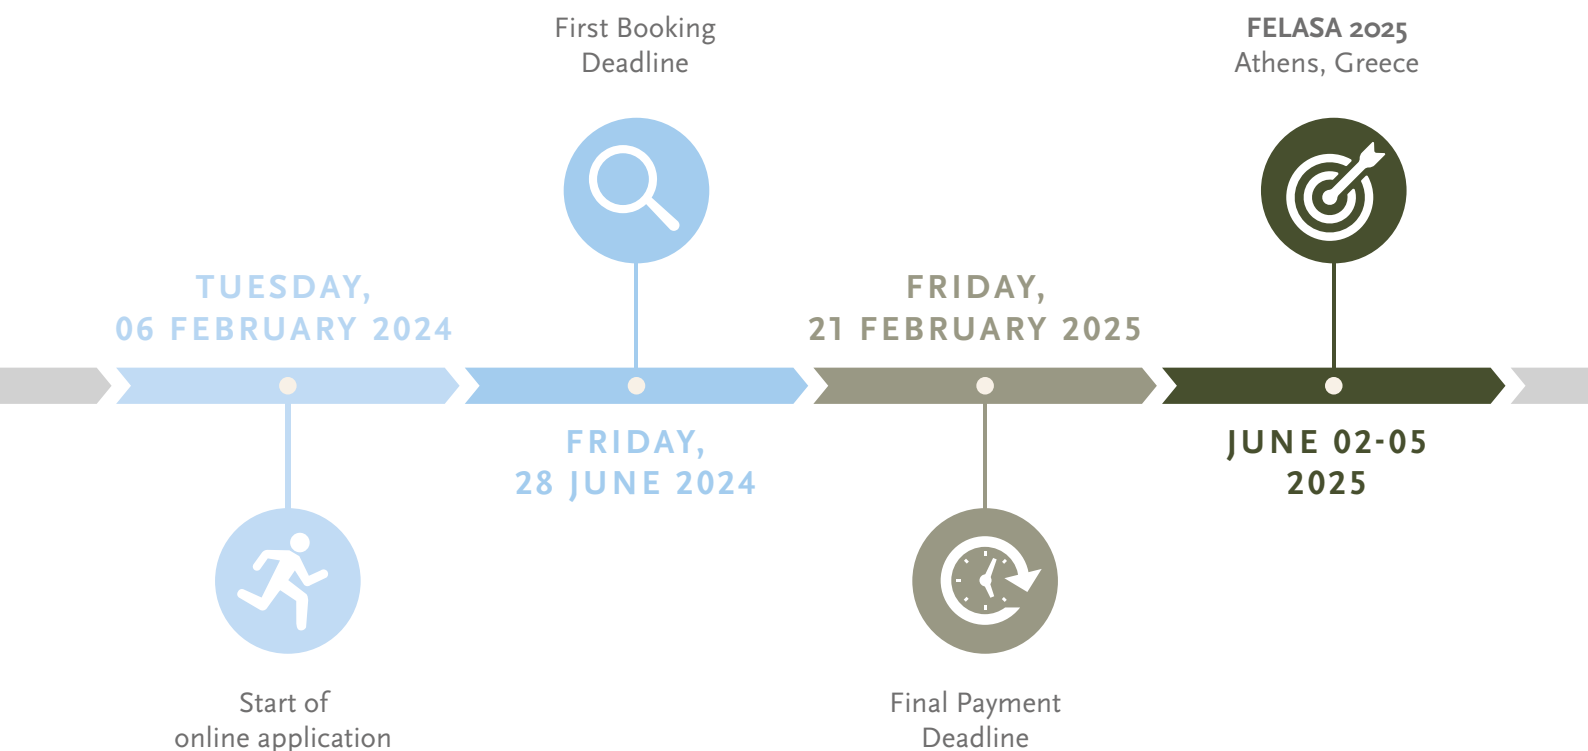 First Booking
Deadline
FELASA 2025
Athens, Greece
TUESDAY,
06 FEBRUARY 2024
FRIDAY,
21 FEBRUARY 2025
FRIDAY,
28 JUNE 2024
JUNE 02-05
2025
Start of
online application
Final Payment
Deadline